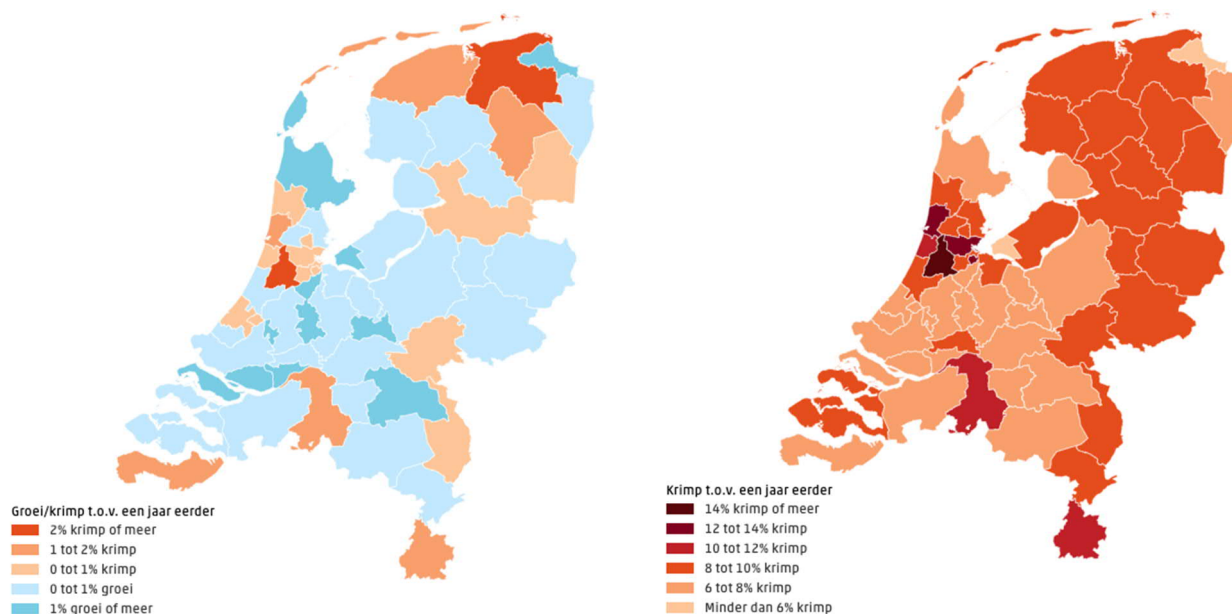 Groei/krimp t.o.v. een jaar eerder
2% krimp of meer
1 tot 2% krimp
0 tot 1% krimp
0 tot 1% groei
1% groei of meer
Krimp t.o.v. een jaar eerder
14% krimp of meer
12 tot 14% krimp
10 tot 12% krimp
8 tot 10% krimp
6 tot 8% krimp
Minder dan 6% krimp